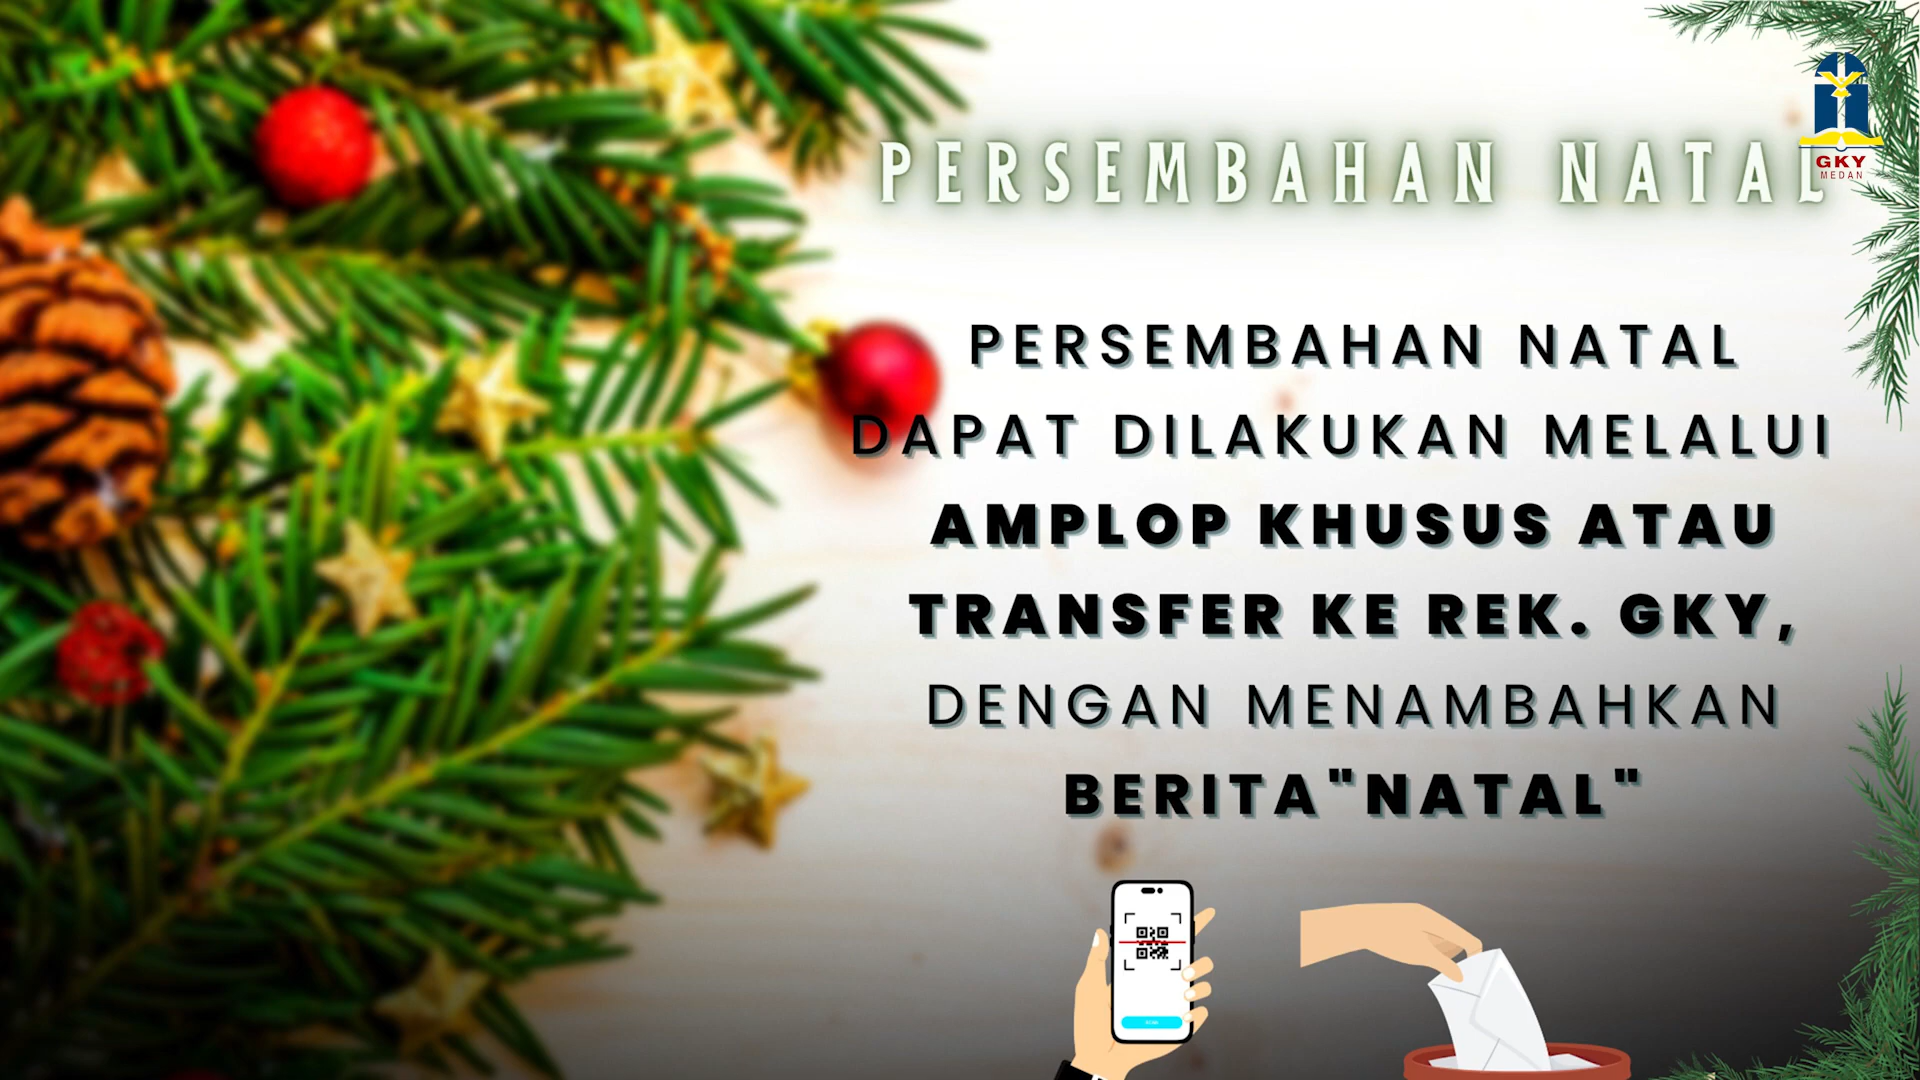 PERSEMBAHAN NATAL
GKY
MEDAN
PERSEMBAHAN NATAL
DAPAT DILAKUKAN MELALUI
AMPLOP KHUSUS ATAU
TRANSFER KE REK. GKY,
DENGAN MENAMBAHKAN
BERITA"NATAL"